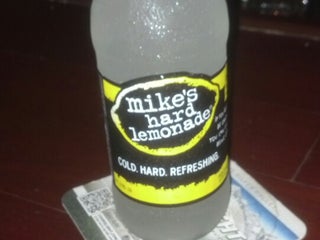 mike's
hard
lemonade
COLD. HARD. REFRESHING.